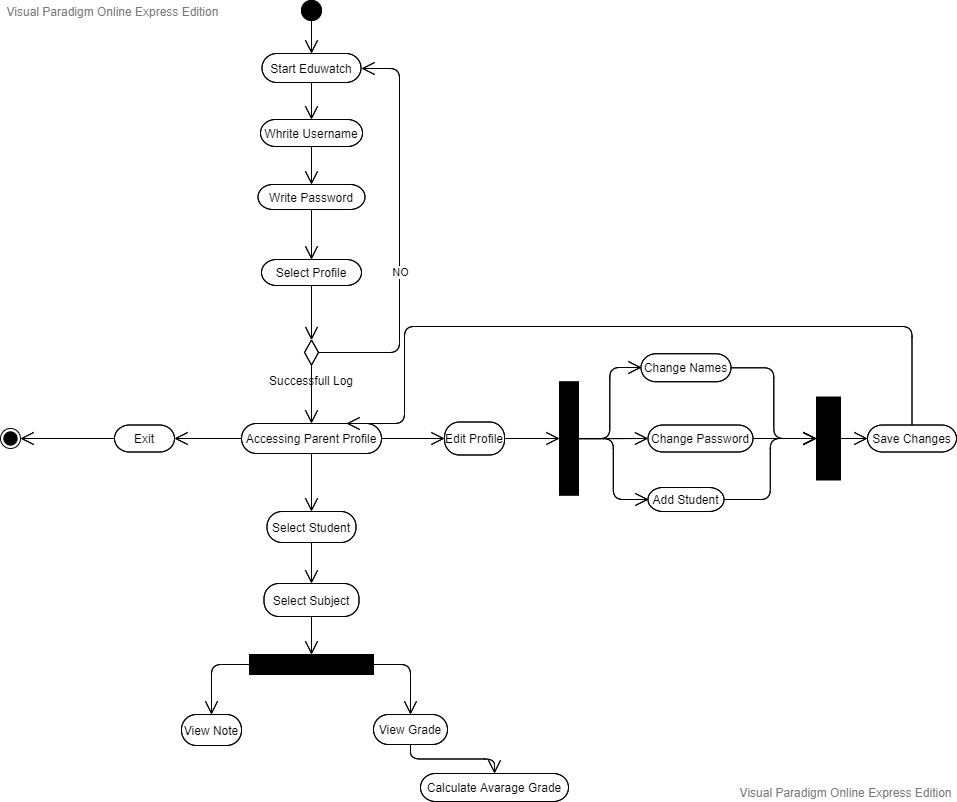 Visual Paradigm Online Express Edition
Start Eduwatch
Whrite Username
Write Password
Select Profile
NO
Successfull Log
Change Names
Exit
Accessing Parent Profile
Edit Profile
Change Password
Save Changes
Add Student
Select Student
Select Subject
View Note
View Grade
Calculate Avarage Grade
Visual Paradigm Online Express Edition